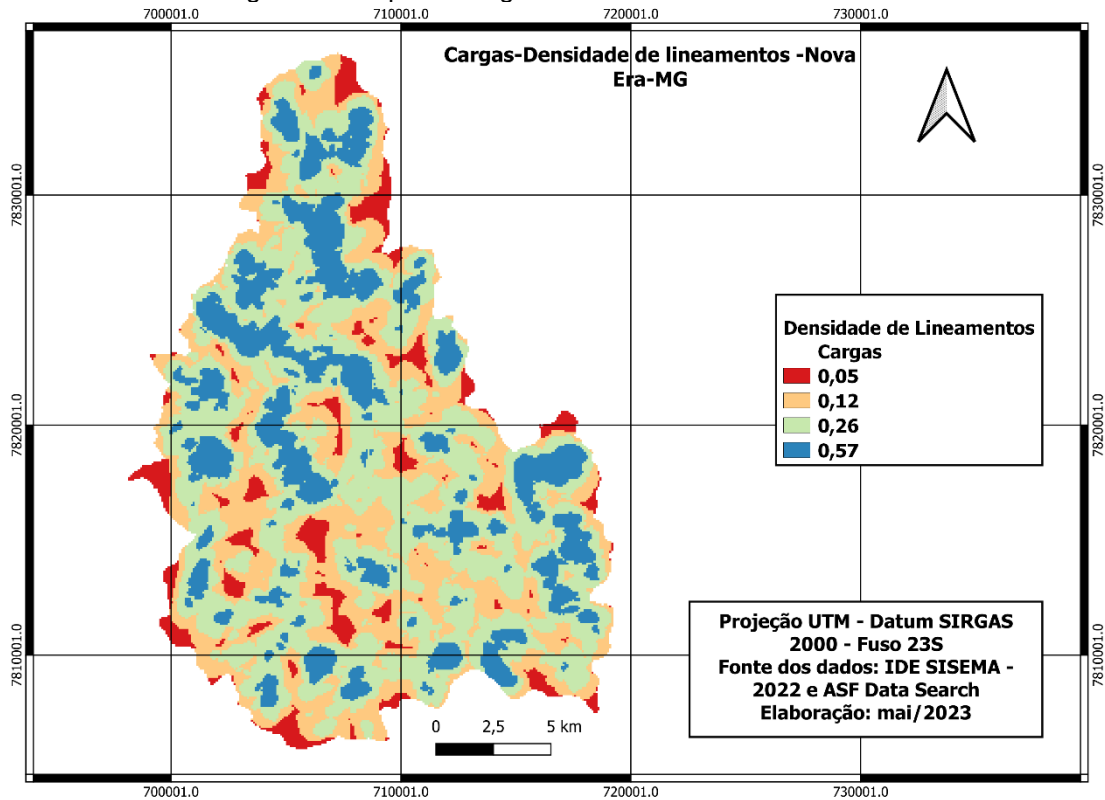 700001.0
710001.0
720001.0
730001.0
Cargas-Densidade de lineamentos -Nova
Era-MG
7830001.0
7830001.0
Densidade de Lineamentos
Cargas
0,05
0,12
0,26
0,57
7820001.0
7820001.0
Projeção UTM - Datum SIRGAS
2000 - Fuso 23S
Fonte dos dados: IDE SISEMA -
2022 e ASF Data Search
Elaboração: mai/2023
7810001.0
7810001.0
0 2,5 5 km
700001.0
710001.0
720001.0
730001.0